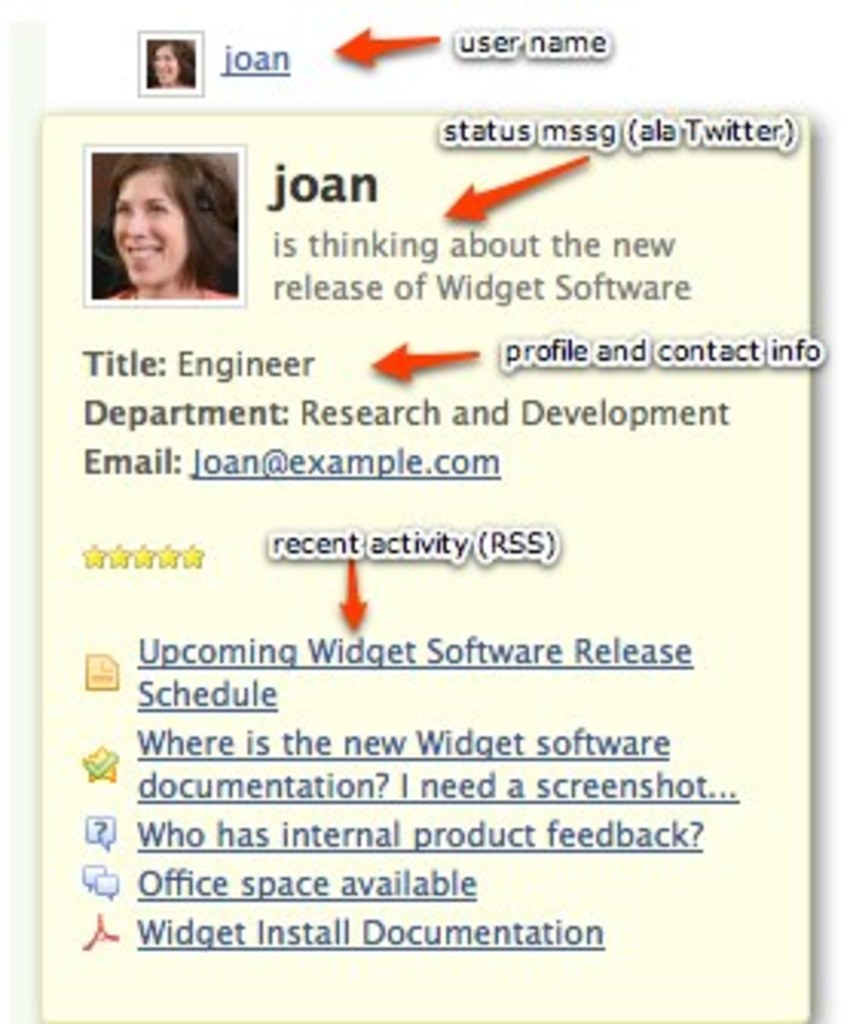 joan
user name
status mssg (ala Twitter)
joan
is thinking about the new
release of Widget Software
profile and contact info
Title: Engineer
Department: Research and Development
Email: Joan@example.com
recent activity (RSS)
Upcoming Widget Software Release
Schedule
Where is the new Widget software
documentation? I need a screenshot...
Who has internal product feedback?
Office space available
Widget Install Documentation